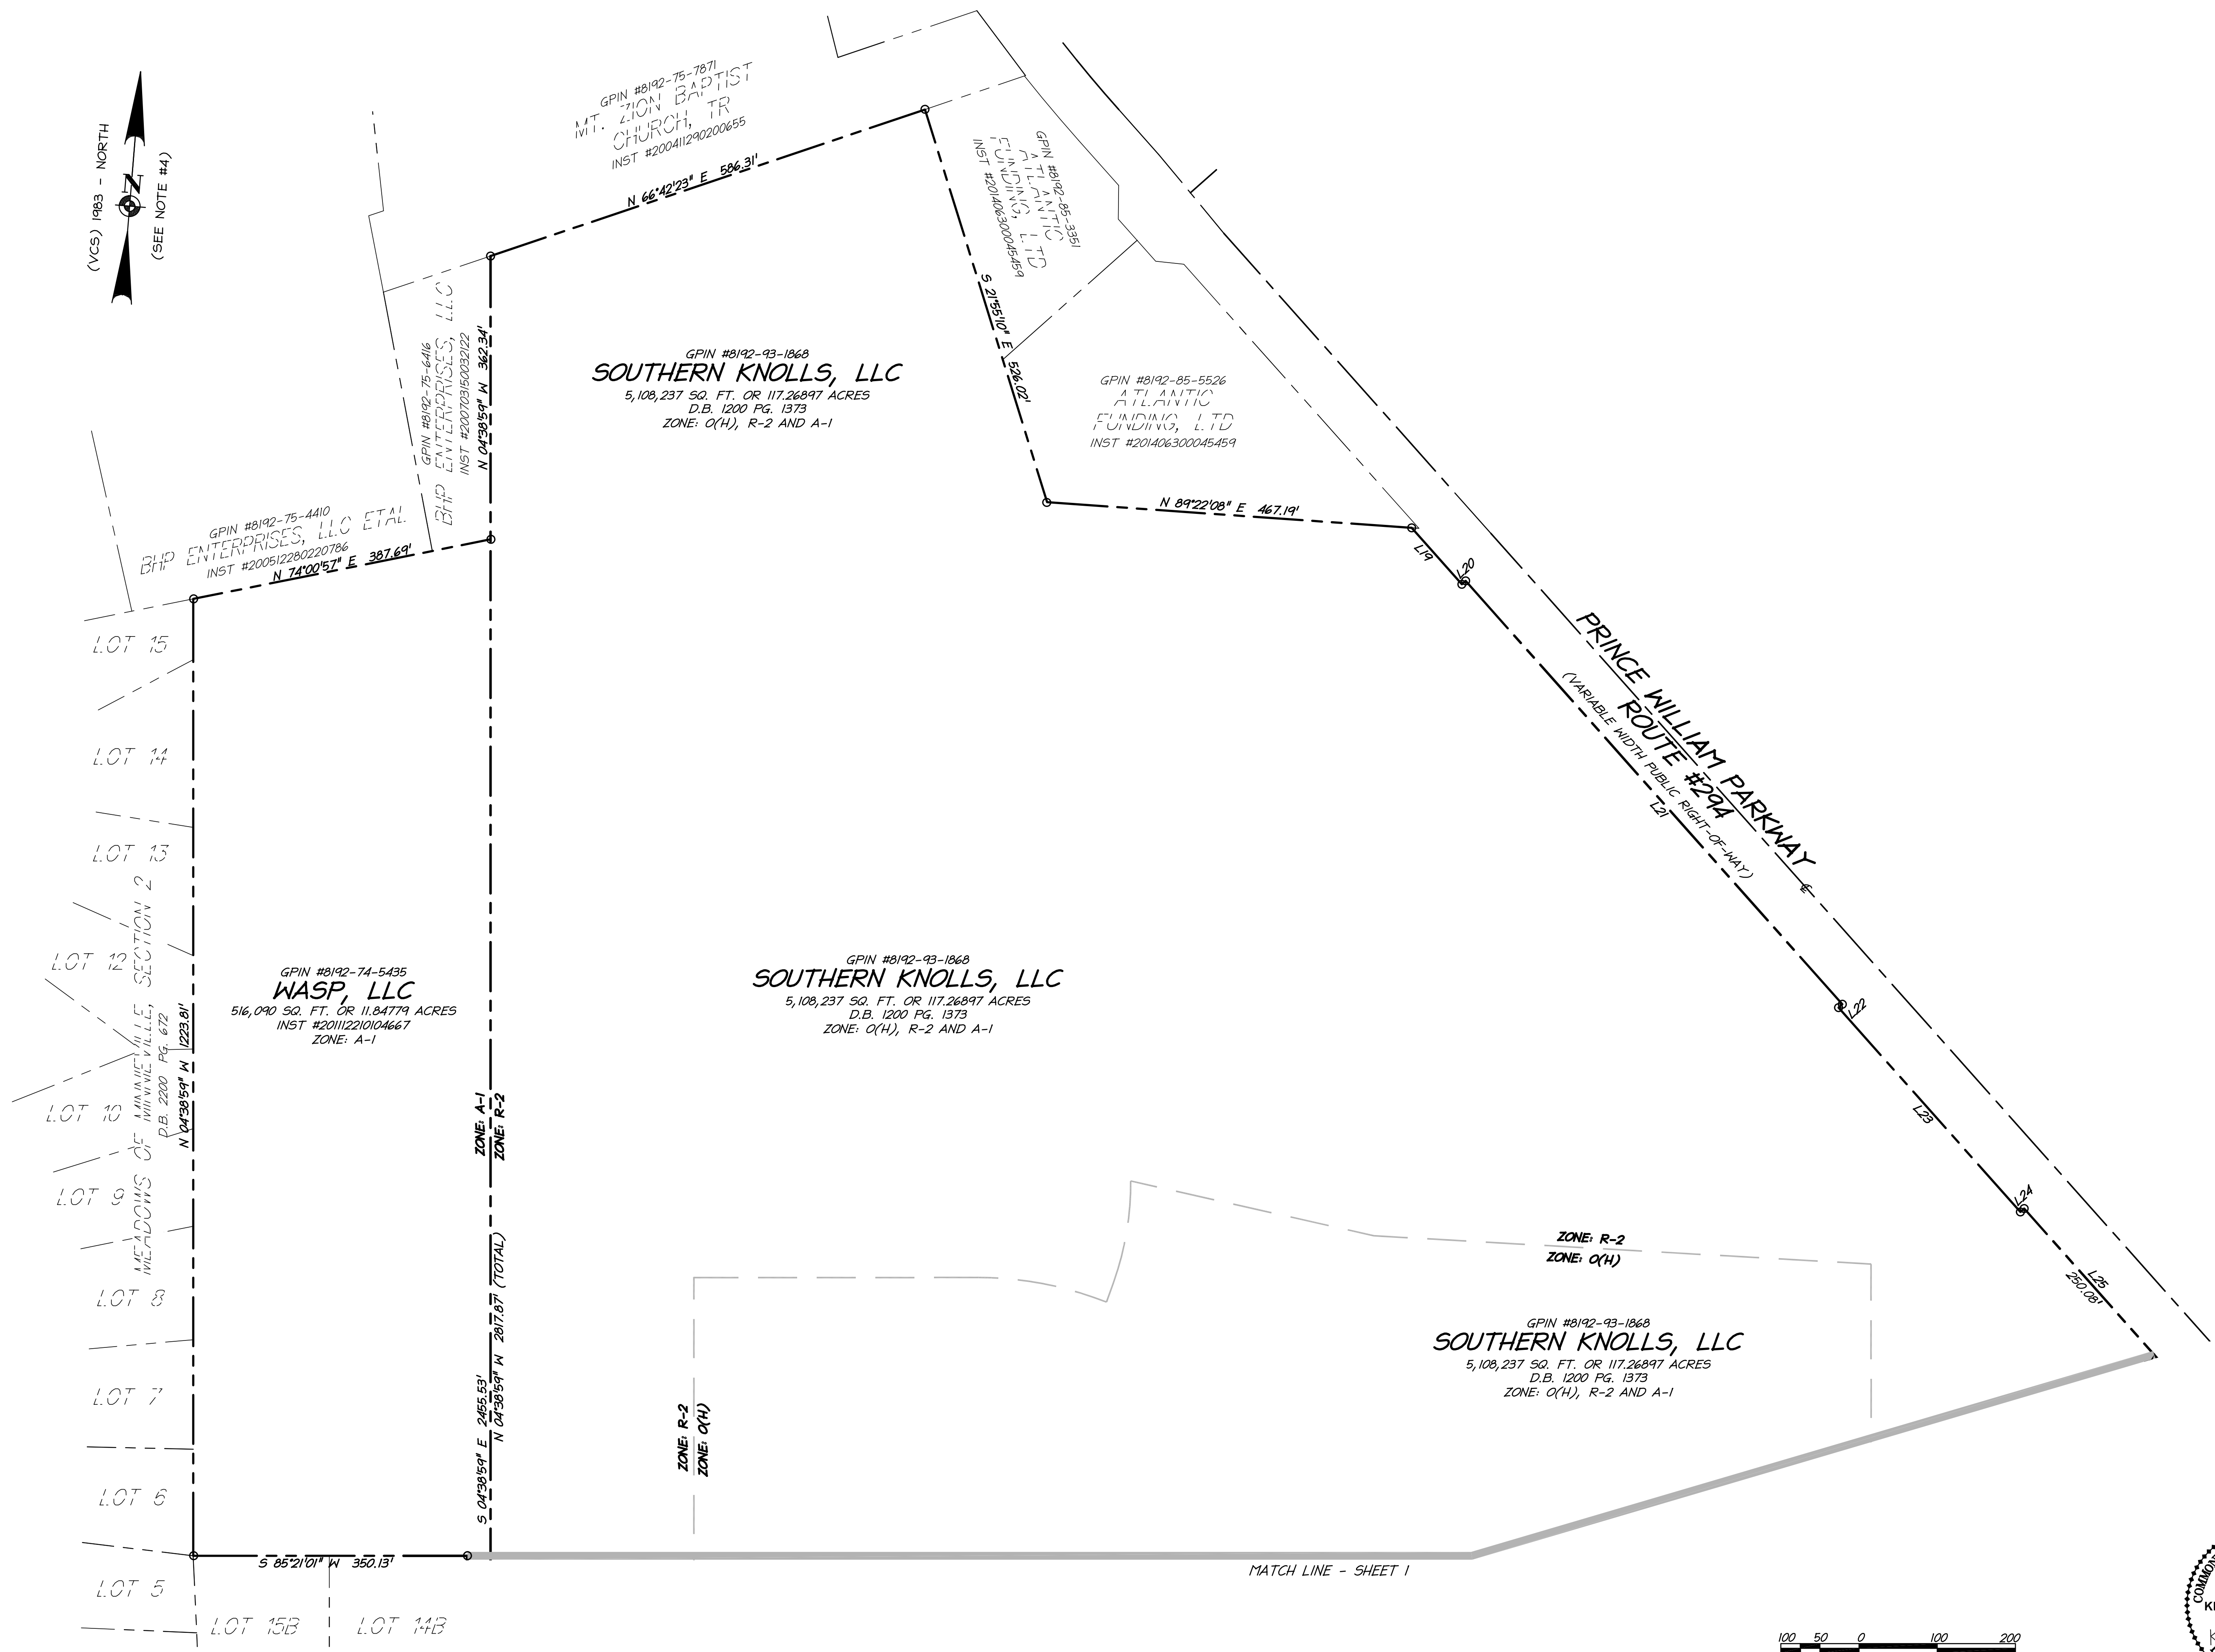 (VCS) 1983 - NORTH
N
(SEE NOTE #4)
GPIN #8192-75-7871
MT. ZION BAPTIST
CHURCH, TR
INST #200411290200655
N 66°42'23" E 586.31'
GPIN #8192-85-3351
ATLANTIC
FUNDING, LTD
INST #201406300045459
S 21°55'10" E 526.02'
GPIN #8192-75-6416
BHP ENTERPRISES, LLC
INST #200703150032122
N 04°38'59" W 362.34'
GPIN #8192-93-1868
SOUTHERN KNOLLS, LLC
5,108,237 SQ. FT. OR 117.26897 ACRES
D.B. 1200 PG. 1373
ZONE: O(H), R-2 AND A-1
GPIN #8192-85-5526
ATLANTIC
FUNDING, LTD
INST #201406300045459
N 89°22'08" E 467.19'
L19
L20
GPIN #8192-75-4410
BHP ENTERPRISES, LLC ETAL
INST #200512280220786
N 74°00'57" E 387.69'
PRINCE WILLIAM PARKWAY
ROUTE #294
(VARIABLE WIDTH PUBLIC RIGHT-OF-WAY)
L21
L22
L23
L24
L25
250.08'
LOT 15
LOT 14
LOT 13
LOT 12
LOT 10
LOT 9
LOT 8
LOT 7
LOT 6
LOT 5
MEADOWS OF MINNIEVILLE, SECTION 2
D.B. 2200 PG. 672
N 04°38'59" W 1223.81'
GPIN #8192-74-5435
WASP, LLC
516,090 SQ. FT. OR 11.84779 ACRES
INST #201112210104667
ZONE: A-1
GPIN #8192-93-1868
SOUTHERN KNOLLS, LLC
5,108,237 SQ. FT. OR 117.26897 ACRES
D.B. 1200 PG. 1373
ZONE: O(H), R-2 AND A-1
ZONE: A-1
ZONE: R-2
S 04°38'59" E 2455.53'
N 04°38'59" W 2817.87' (TOTAL)
ZONE: R-2
ZONE: O(H)
ZONE: R-2
ZONE: O(H)
GPIN #8192-93-1868
SOUTHERN KNOLLS, LLC
5,108,237 SQ. FT. OR 117.26897 ACRES
D.B. 1200 PG. 1373
ZONE: O(H), R-2 AND A-1
S 85°21'01" W 350.13'
MATCH LINE - SHEET 1
LOT 15B
LOT 14B
100 50 0 100 200